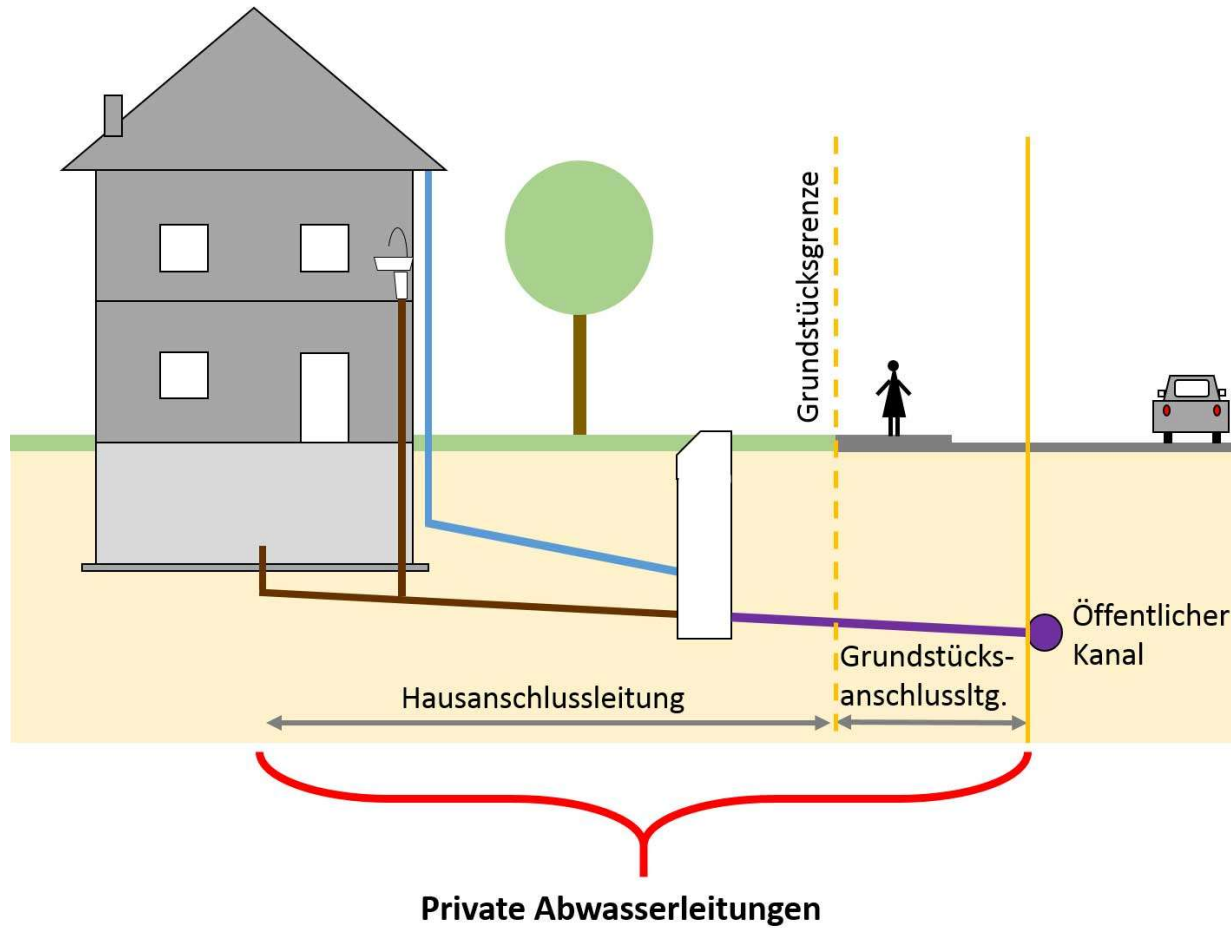 Grundstücksgrenze
Öffentlicher
Kanal
Grundstücks-
anschlussltg.
Hausanschlussleitung
Private Abwasserleitungen